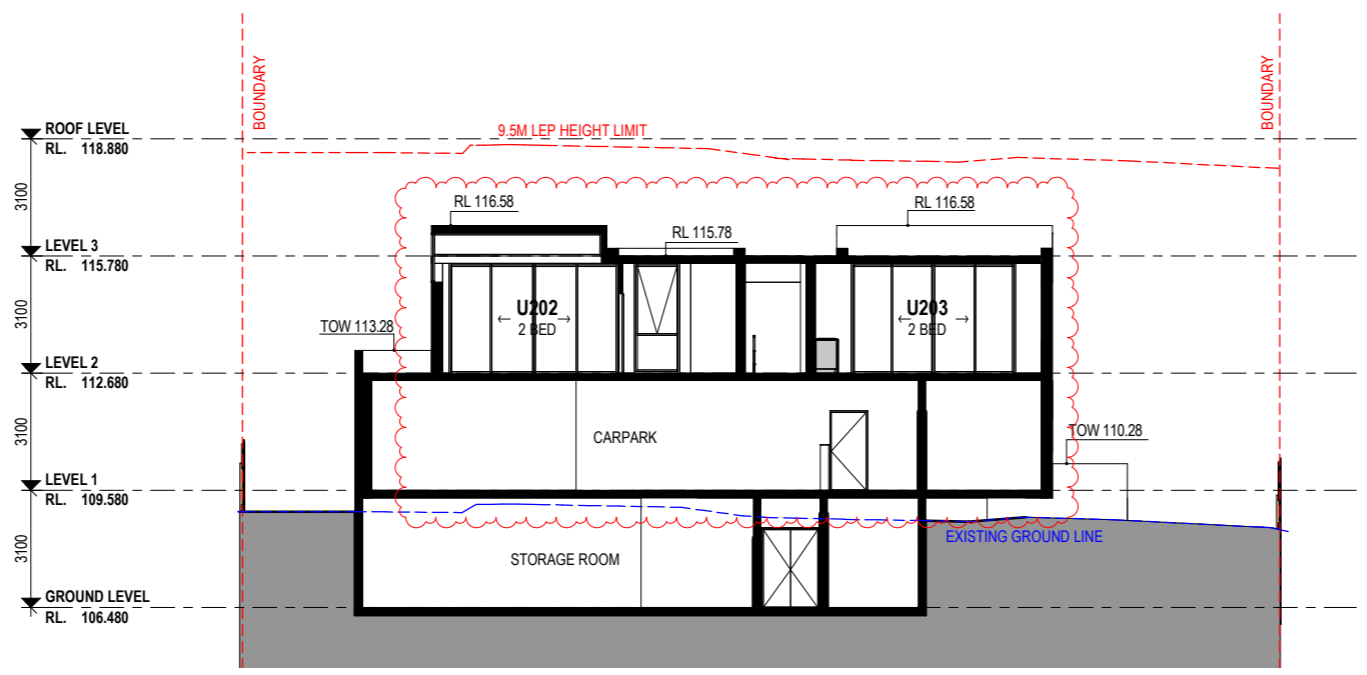 BOUNDARY
BOUNDARY
ROOF LEVEL
RL. 118.880
9.5M LEP HEIGHT LIMIT
3100
RL 116.58
RL 116.58
RL 115.78
LEVEL 3
RL. 115.780
3100
U202
2 BED
U203
2 BED
TOW 113.28
LEVEL 2
RL. 112.680
3100
CARPARK
TOW 110.28
LEVEL 1
RL. 109.580
3100
EXISTING GROUND LINE
STORAGE ROOM
GROUND LEVEL
RL. 106.480